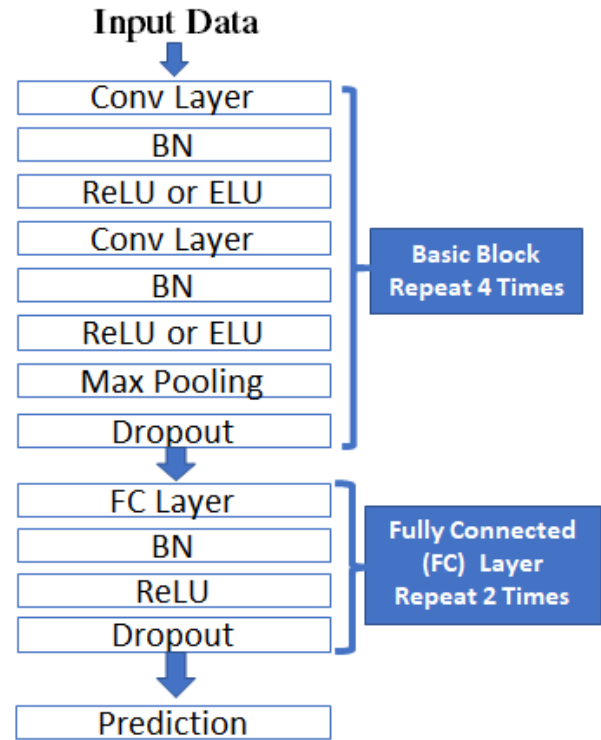 Input Data
Conv Layer
BN
ReLU or ELU
Conv Layer
BN
ReLU or ELU
Max Pooling
Dropout
Basic Block
Repeat 4 Times
FC Layer
BN
ReLU
Dropout
Fully Connected
(FC) Layer
Repeat 2 Times
Prediction